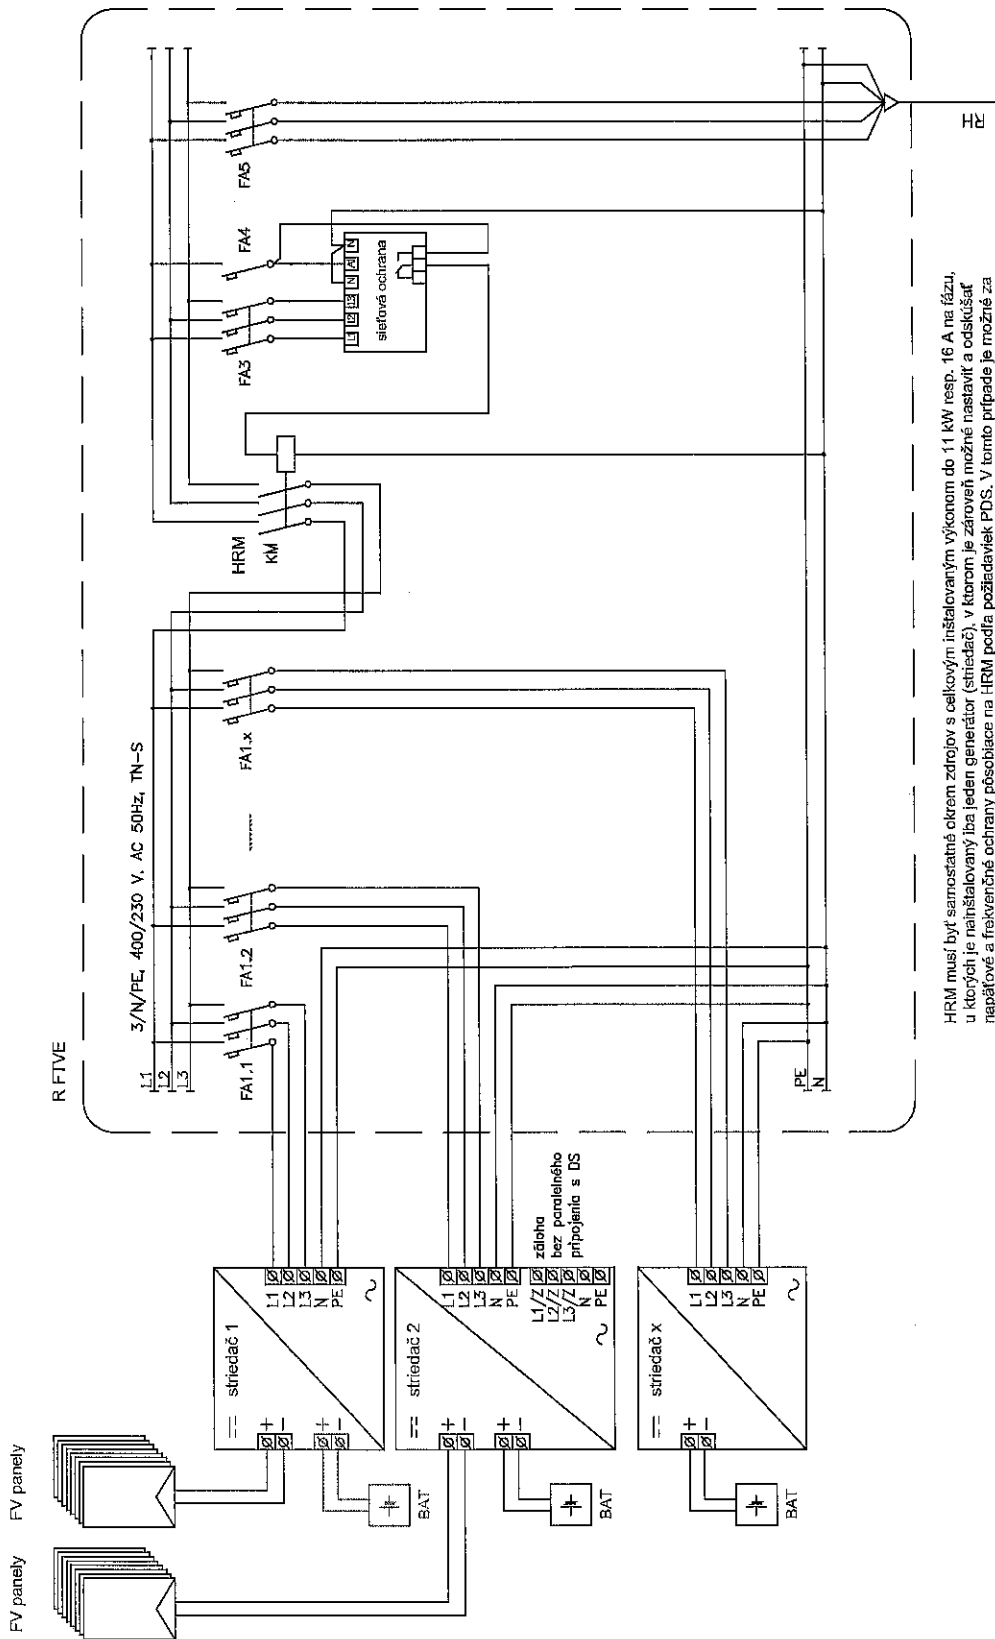 FV panely
FV panely
striedač 1
+
−
+
−
BAT
L1
L2
L3
N
PE
striedač 2
+
−
+
−
BAT
L1
L2
L3
N
PE
L1/Z
L2/Z
L3/Z
N
PE
záloha
bez paralelného
pripojenia s DS
striedač x
+
−
BAT
L1
L2
L3
N
PE
R FTVE
3/N/PE, 400/230 V, AC 50Hz, TN-S
L1
L2
L3
FA1.1
FA1.2
FA1.x
HRM
KM
FA3
FA4
FA5
L1
L2
L3
N
A1
N
sieťová ochrana
PE
N
RH
HRM musí byť samostatné okrem zdrojov s celkovým inštalovaným výkonom do 11 kW resp. 16 A na fázu,
u ktorých je nainštalovaný iba jeden generátor (striedač), v ktorom je zároveň možné nastaviť a odskúšať
napäťové a frekvenčné ochrany pôsobiace na HRM podľa požiadaviek PDS. V tomto prípade je možné za